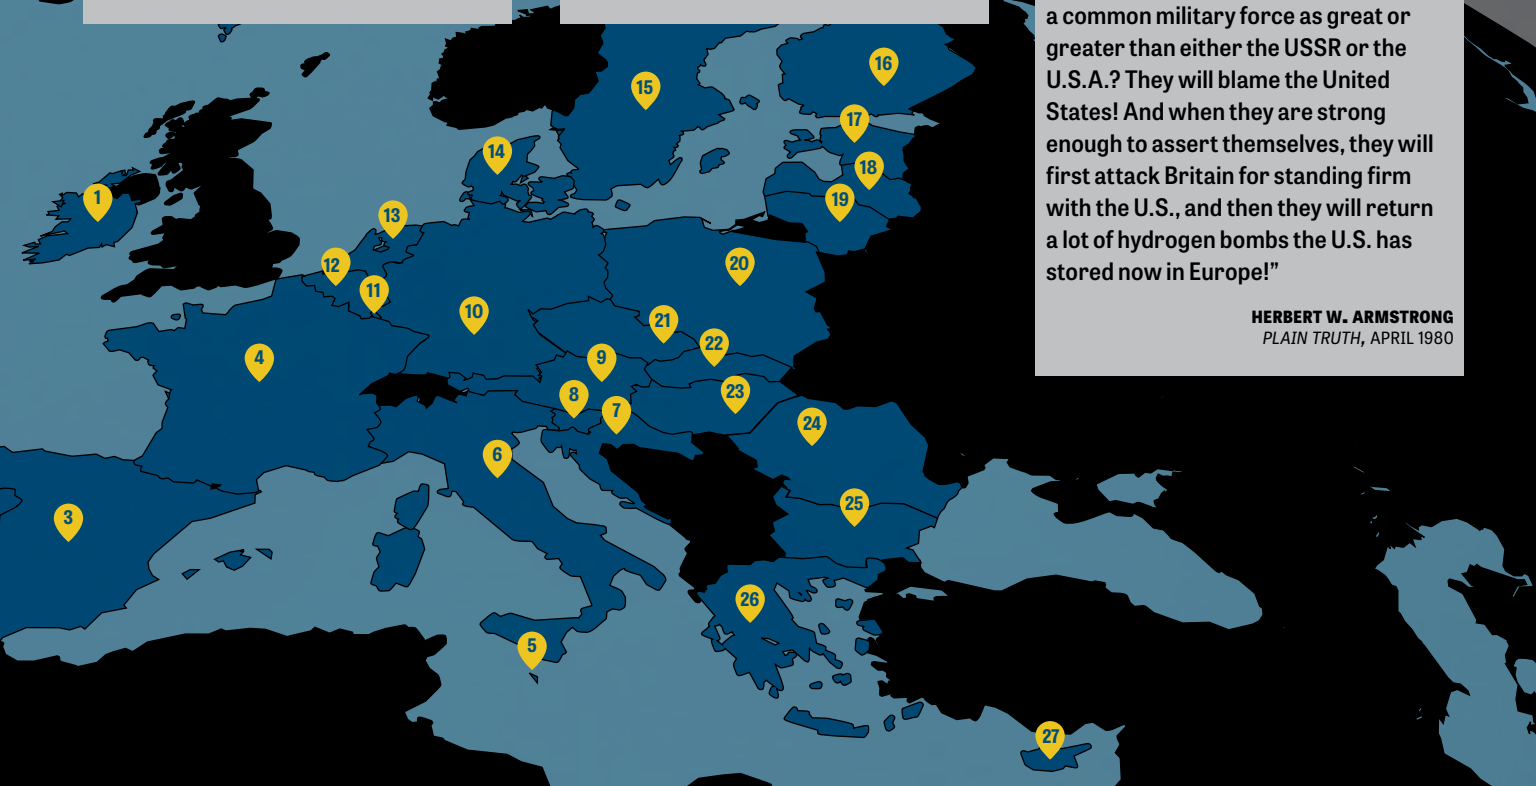 a common military force as great or
greater than either the USSR or the
U.S.A.? They will blame the United
States! And when they are strong
enough to assert themselves, they will
first attack Britain for standing firm
with the U.S., and then they will return
a lot of hydrogen bombs the U.S. has
stored now in Europe!”
HERBERT W. ARMSTRONG
PLAIN TRUTH, APRIL 1980
16
15
17
14
18
1
19
13
12
20
11
10
21
22
4
9
23
8
7
24
6
25
3
26
5
27